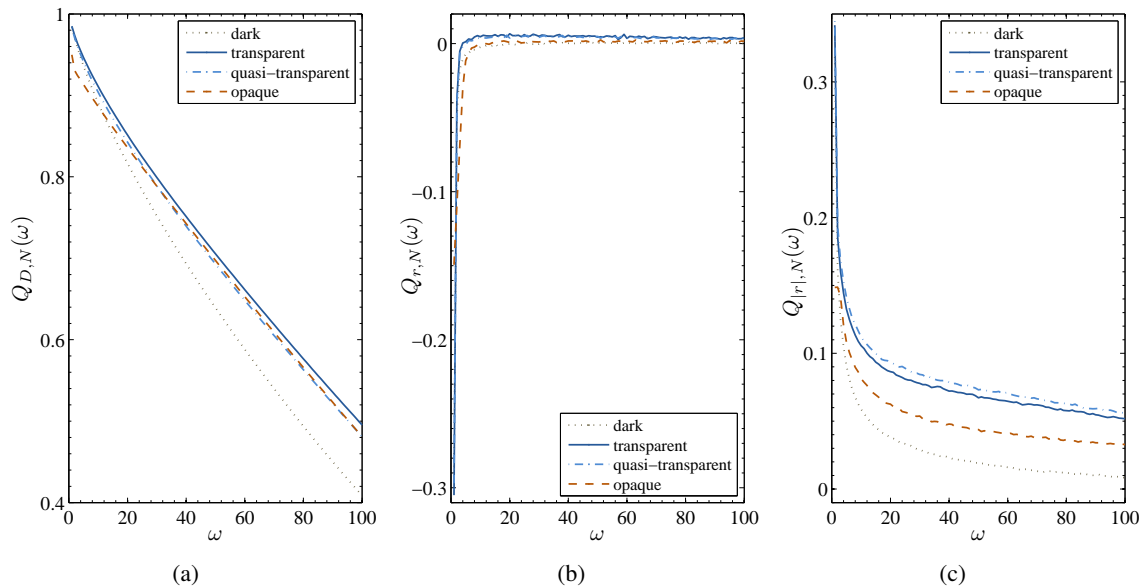 1
0.8
0.6
0.4
0 20 40 60 80 100
ω
Q_{D,N}(ω)
dark
transparent
quasi−transparent
opaque
(a)
0
−0.1
−0.2
−0.3
0 20 40 60 80 100
ω
Q_{r,N}(ω)
dark
transparent
quasi−transparent
opaque
(b)
0.3
0.2
0.1
0
0 20 40 60 80 100
ω
Q_{|r|,N}(ω)
dark
transparent
quasi−transparent
opaque
(c)